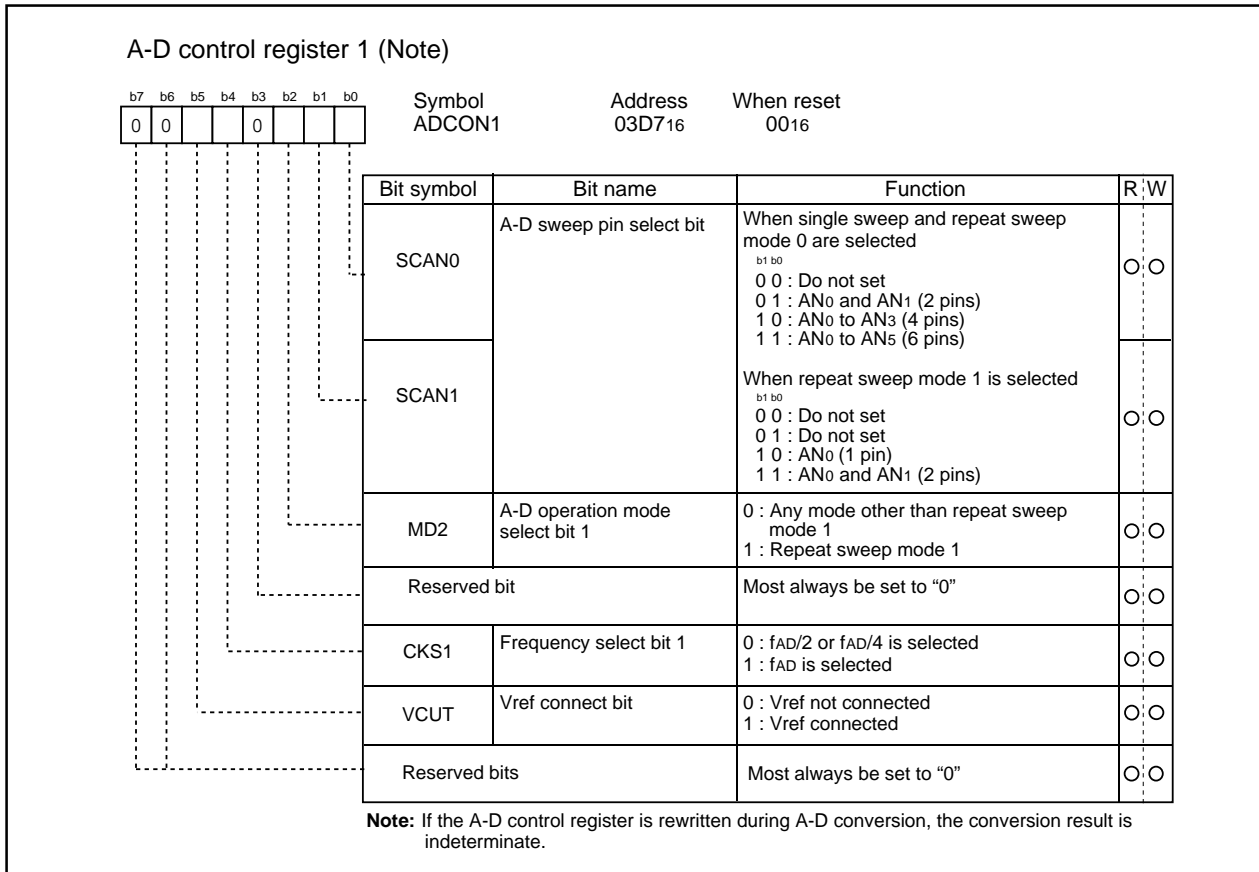 A-D control register 1 (Note)
b7 b6 b5 b4 b3 b2 b1 b0
0 0 0
Symbol Address When reset
ADCON1 03D716 0016
Bit symbol Bit name Function R W
SCAN0
A-D sweep pin select bit
When single sweep and repeat sweep
mode 0 are selected
b1 b0
0 0 : Do not set
0 1 : AN0 and AN1 (2 pins)
1 0 : AN0 to AN3 (4 pins)
1 1 : AN0 to AN5 (6 pins)
SCAN1
When repeat sweep mode 1 is selected
b1 b0
0 0 : Do not set
0 1 : Do not set
1 0 : AN0 (1 pin)
1 1 : AN0 and AN1 (2 pins)
MD2
A-D operation mode
select bit 1
0 : Any mode other than repeat sweep
mode 1
1 : Repeat sweep mode 1
Reserved bit
Most always be set to “0”
CKS1
Frequency select bit 1
0 : fAD/2 or fAD/4 is selected
1 : fAD is selected
VCUT
Vref connect bit
0 : Vref not connected
1 : Vref connected
Reserved bits
Most always be set to “0”
Note: If the A-D control register is rewritten during A-D conversion, the conversion result is
indeterminate.